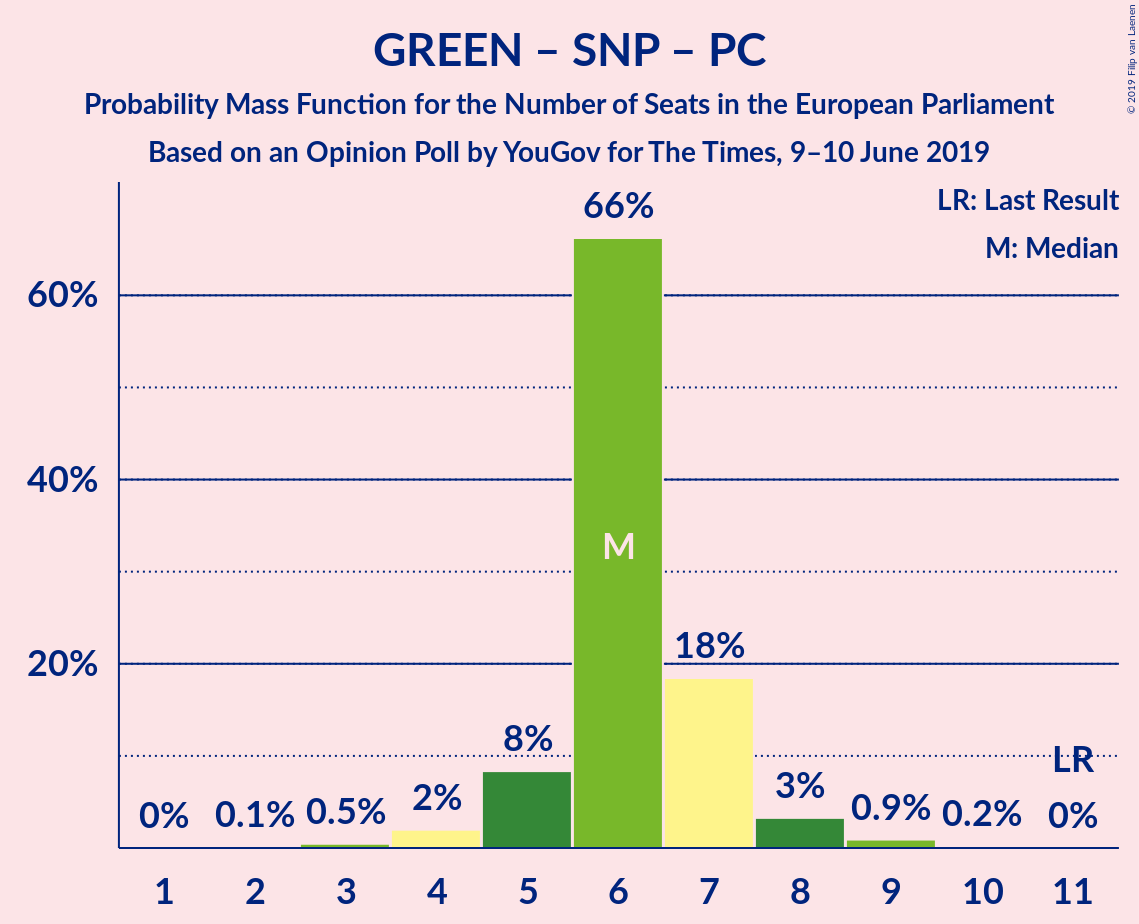 GREEN – SNP – PC
Probability Mass Function for the Number of Seats in the European Parliament
Based on an Opinion Poll by YouGov for The Times, 9–10 June 2019
© 2019 Filip van Laenen
LR: Last Result
M: Median
60%
40%
20%
0%
0.1%
0.5%
2%
8%
66%
M
18%
3%
0.9%
0.2%
LR
0%
1 2 3 4 5 6 7 8 9 10 11